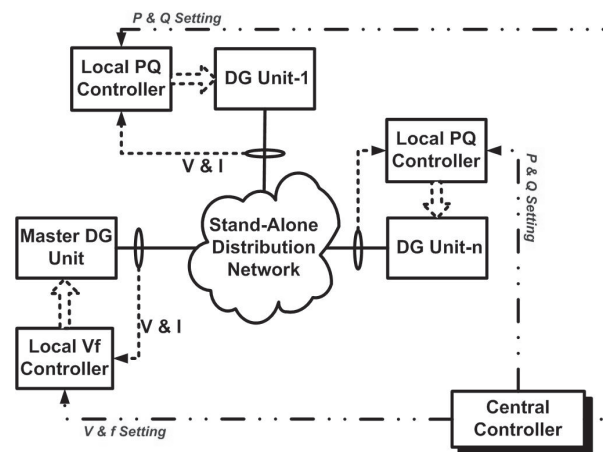 P & Q Setting
Local PQ
Controller
DG Unit-1
V & I
Local PQ
Controller
P & Q Setting
Stand-Alone
Distribution
Network
Master DG
Unit
DG Unit-n
V & I
Local Vf
Controller
V & f Setting
Central
Controller